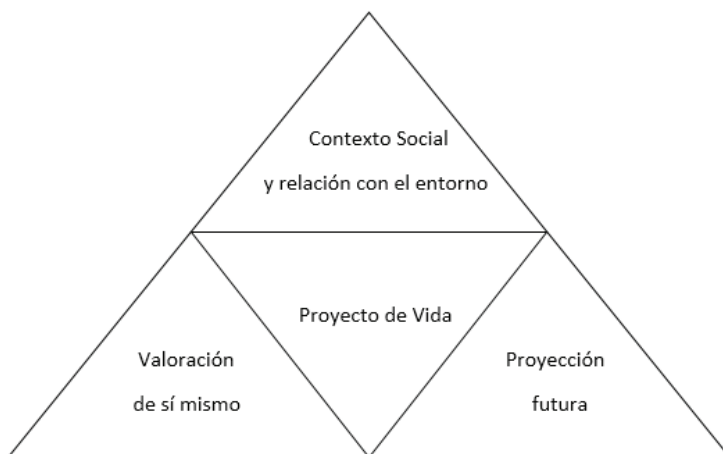 Contexto Social
y relación con el entorno
Proyecto de Vida
Valoración
de sí mismo
Proyección
futura